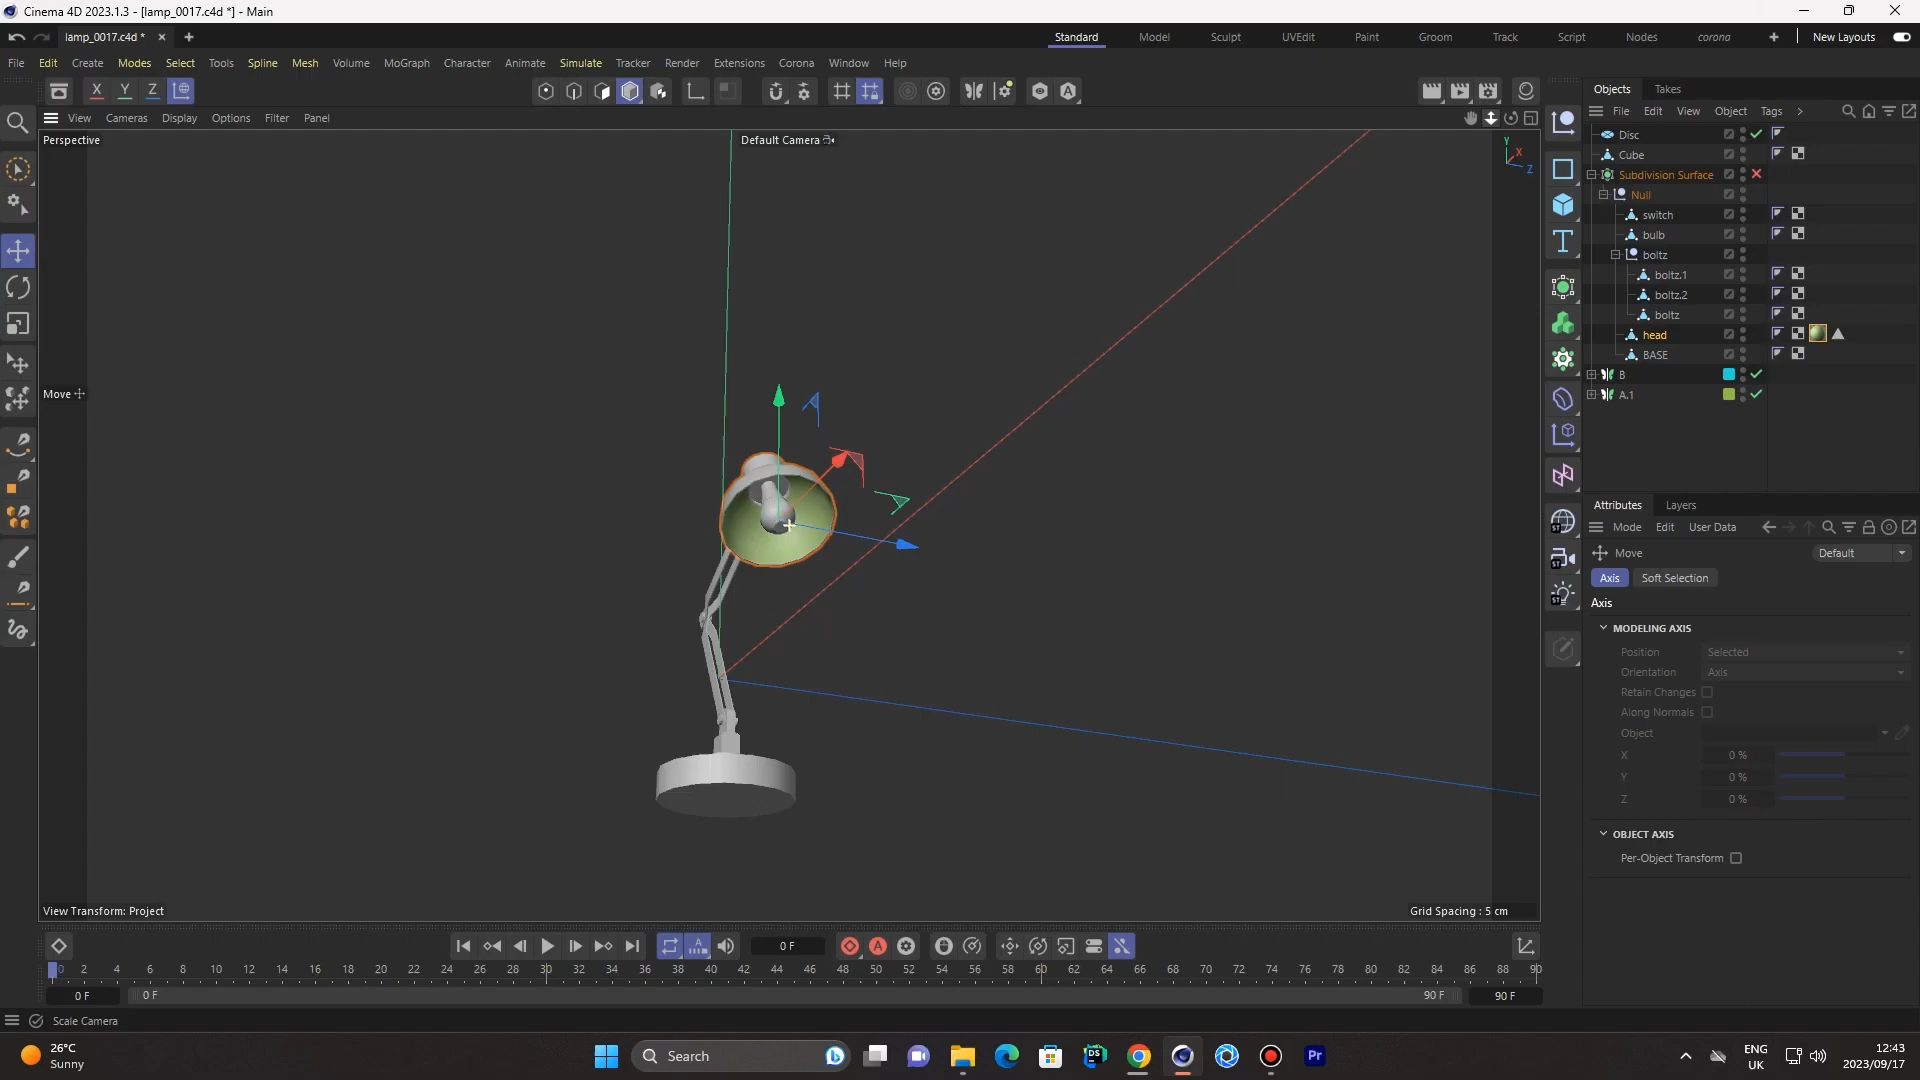 Cinema 4D 2023.1.3 - [lamp_0017.c4d *] - Main
lamp_0017.c4d *
Standard Model Sculpt UVEdit Paint Groom Track Script Nodes corona New Layouts
File Edit Create Modes Select Tools Spline Mesh Volume MoGraph Character Animate Simulate Tracker Render Extensions Corona Window Help
X Y Z
Objects Takes
View Cameras Display Options Filter Panel
File Edit View Object Tags
Perspective
Default Camera
Y X Z
Disc
Cube
Subdivision Surface
Null
switch
bulb
boltz
boltz.1
boltz.2
boltz
head
BASE
B
A.1
Move
Attributes Layers
Mode Edit User Data
Move
Default
Axis Soft Selection
Axis
MODELING AXIS
Position Selected
Orientation Axis
Retain Changes
Along Normals
Object
X 0 %
Y 0 %
Z 0 %
OBJECT AXIS
Per-Object Transform
View Transform: Project
Grid Spacing : 5 cm
0 F
0 2 4 6 8 10 12 14 16 18 20 22 24 26 28 30 32 34 36 38 40 42 44 46 48 50 52 54 56 58 60 62 64 66 68 70 72 74 76 78 80 82 84 86 88 90
0 F 0 F 90 F 90 F
Scale Camera
26°C
Sunny
Search
DS
Pr
ENG
UK
12:43
2023/09/17